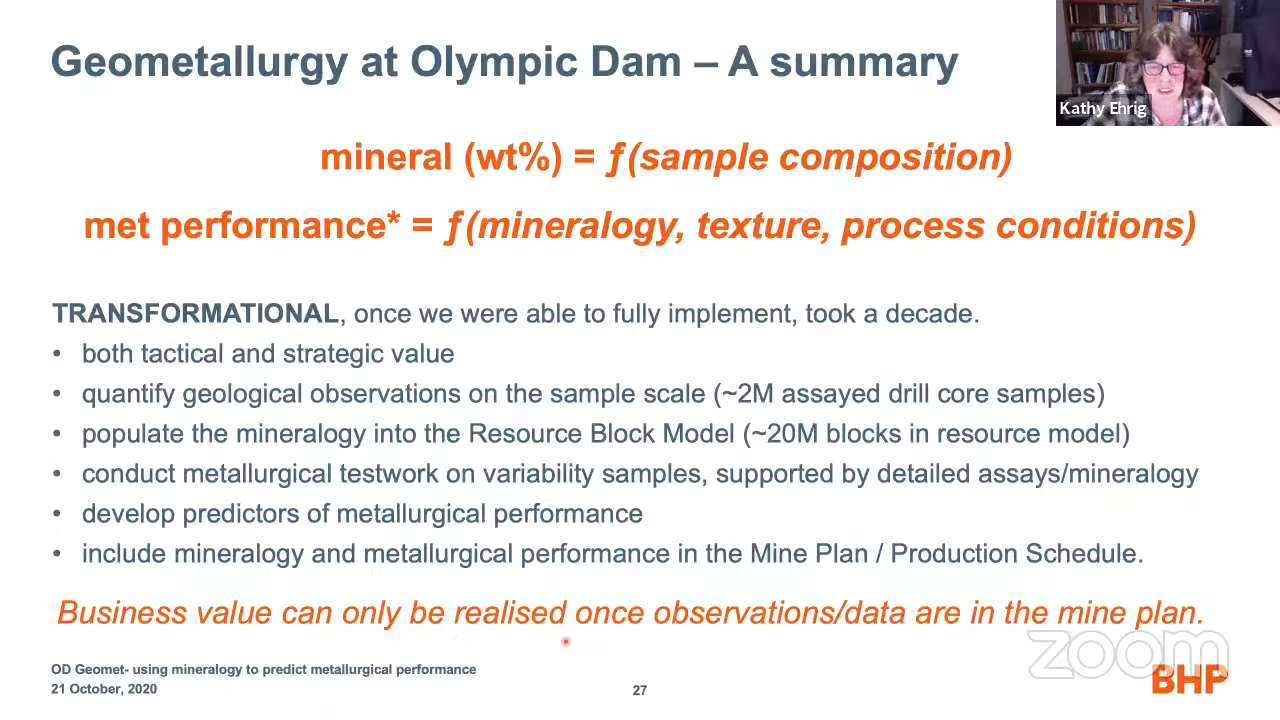 Geometallurgy at Olympic Dam – A summary
Kathy Ehrig
mineral (wt%) = ƒ(sample composition)
met performance* = ƒ(mineralogy, texture, process conditions)
TRANSFORMATIONAL, once we were able to fully implement, took a decade.
• both tactical and strategic value
• quantify geological observations on the sample scale (~2M assayed drill core samples)
• populate the mineralogy into the Resource Block Model (~20M blocks in resource model)
• conduct metallurgical testwork on variability samples, supported by detailed assays/mineralogy
• develop predictors of metallurgical performance
• include mineralogy and metallurgical performance in the Mine Plan / Production Schedule.
Business value can only be realised once observations/data are in the mine plan.
zoom
OD Geomet- using mineralogy to predict metallurgical performance
21 October, 2020
27
BHP